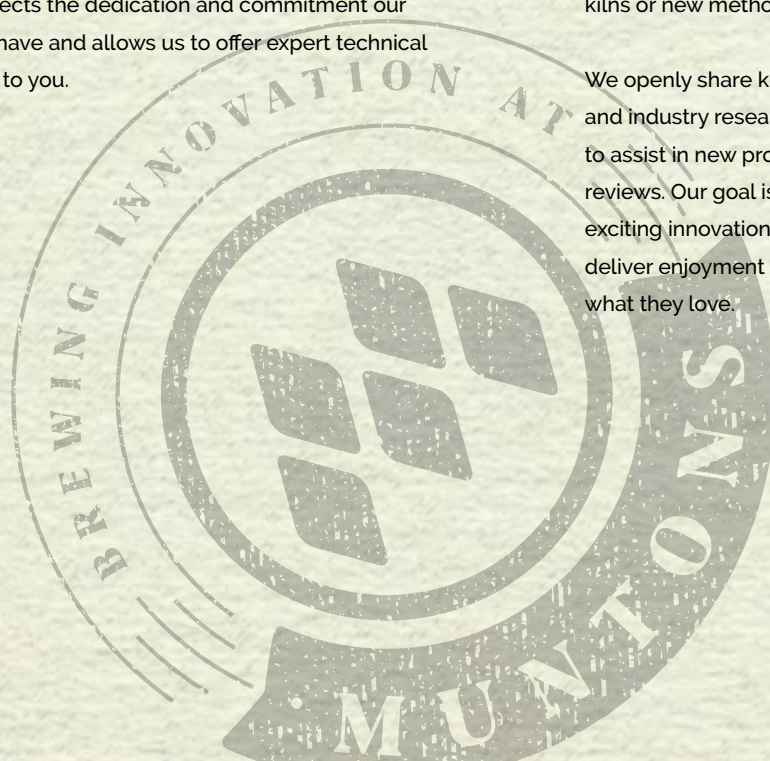 ects the dedication and commitment our
have and allows us to offer expert technical
to you.
kilns or new metho
We openly share k
and industry resea
to assist in new pro
reviews. Our goal is
exciting innovation
deliver enjoyment
what they love.
BREWING INNOVATION AT
MUNTONS